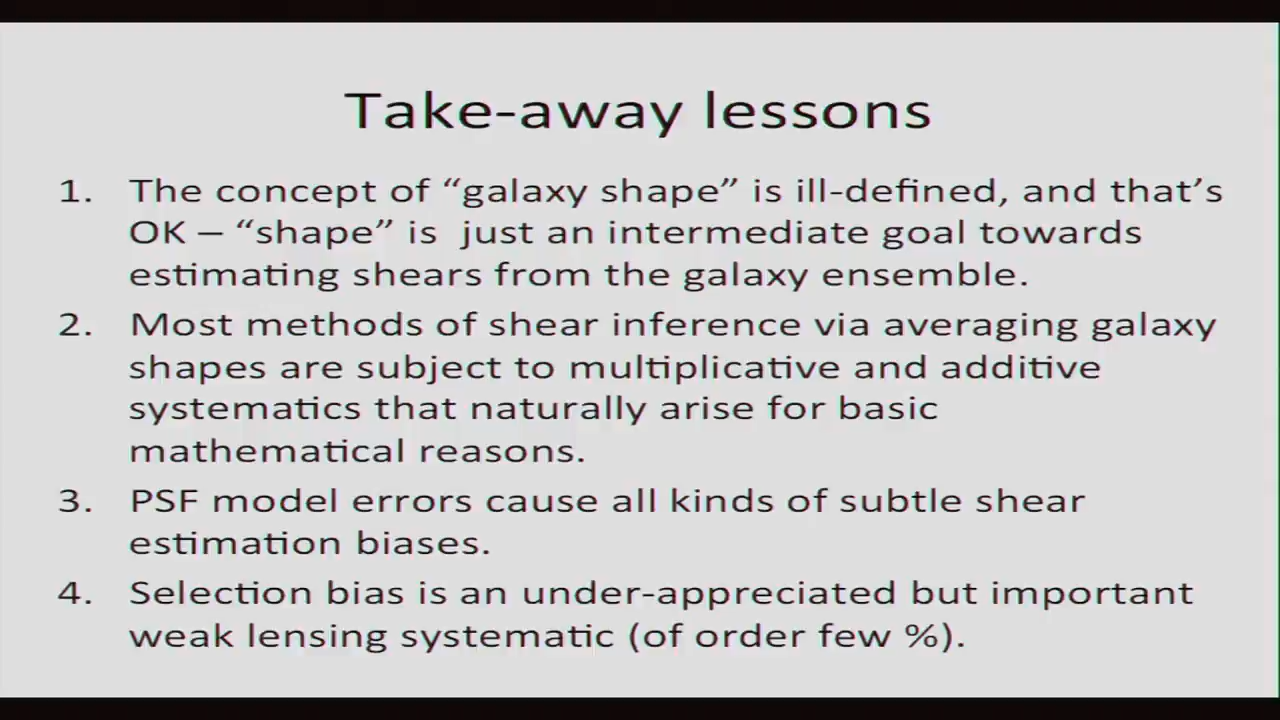 Take-away lessons
1. The concept of “galaxy shape” is ill-defined, and that’s
OK – “shape” is just an intermediate goal towards
estimating shears from the galaxy ensemble.
2. Most methods of shear inference via averaging galaxy
shapes are subject to multiplicative and additive
systematics that naturally arise for basic
mathematical reasons.
3. PSF model errors cause all kinds of subtle shear
estimation biases.
4. Selection bias is an under-appreciated but important
weak lensing systematic (of order few %).